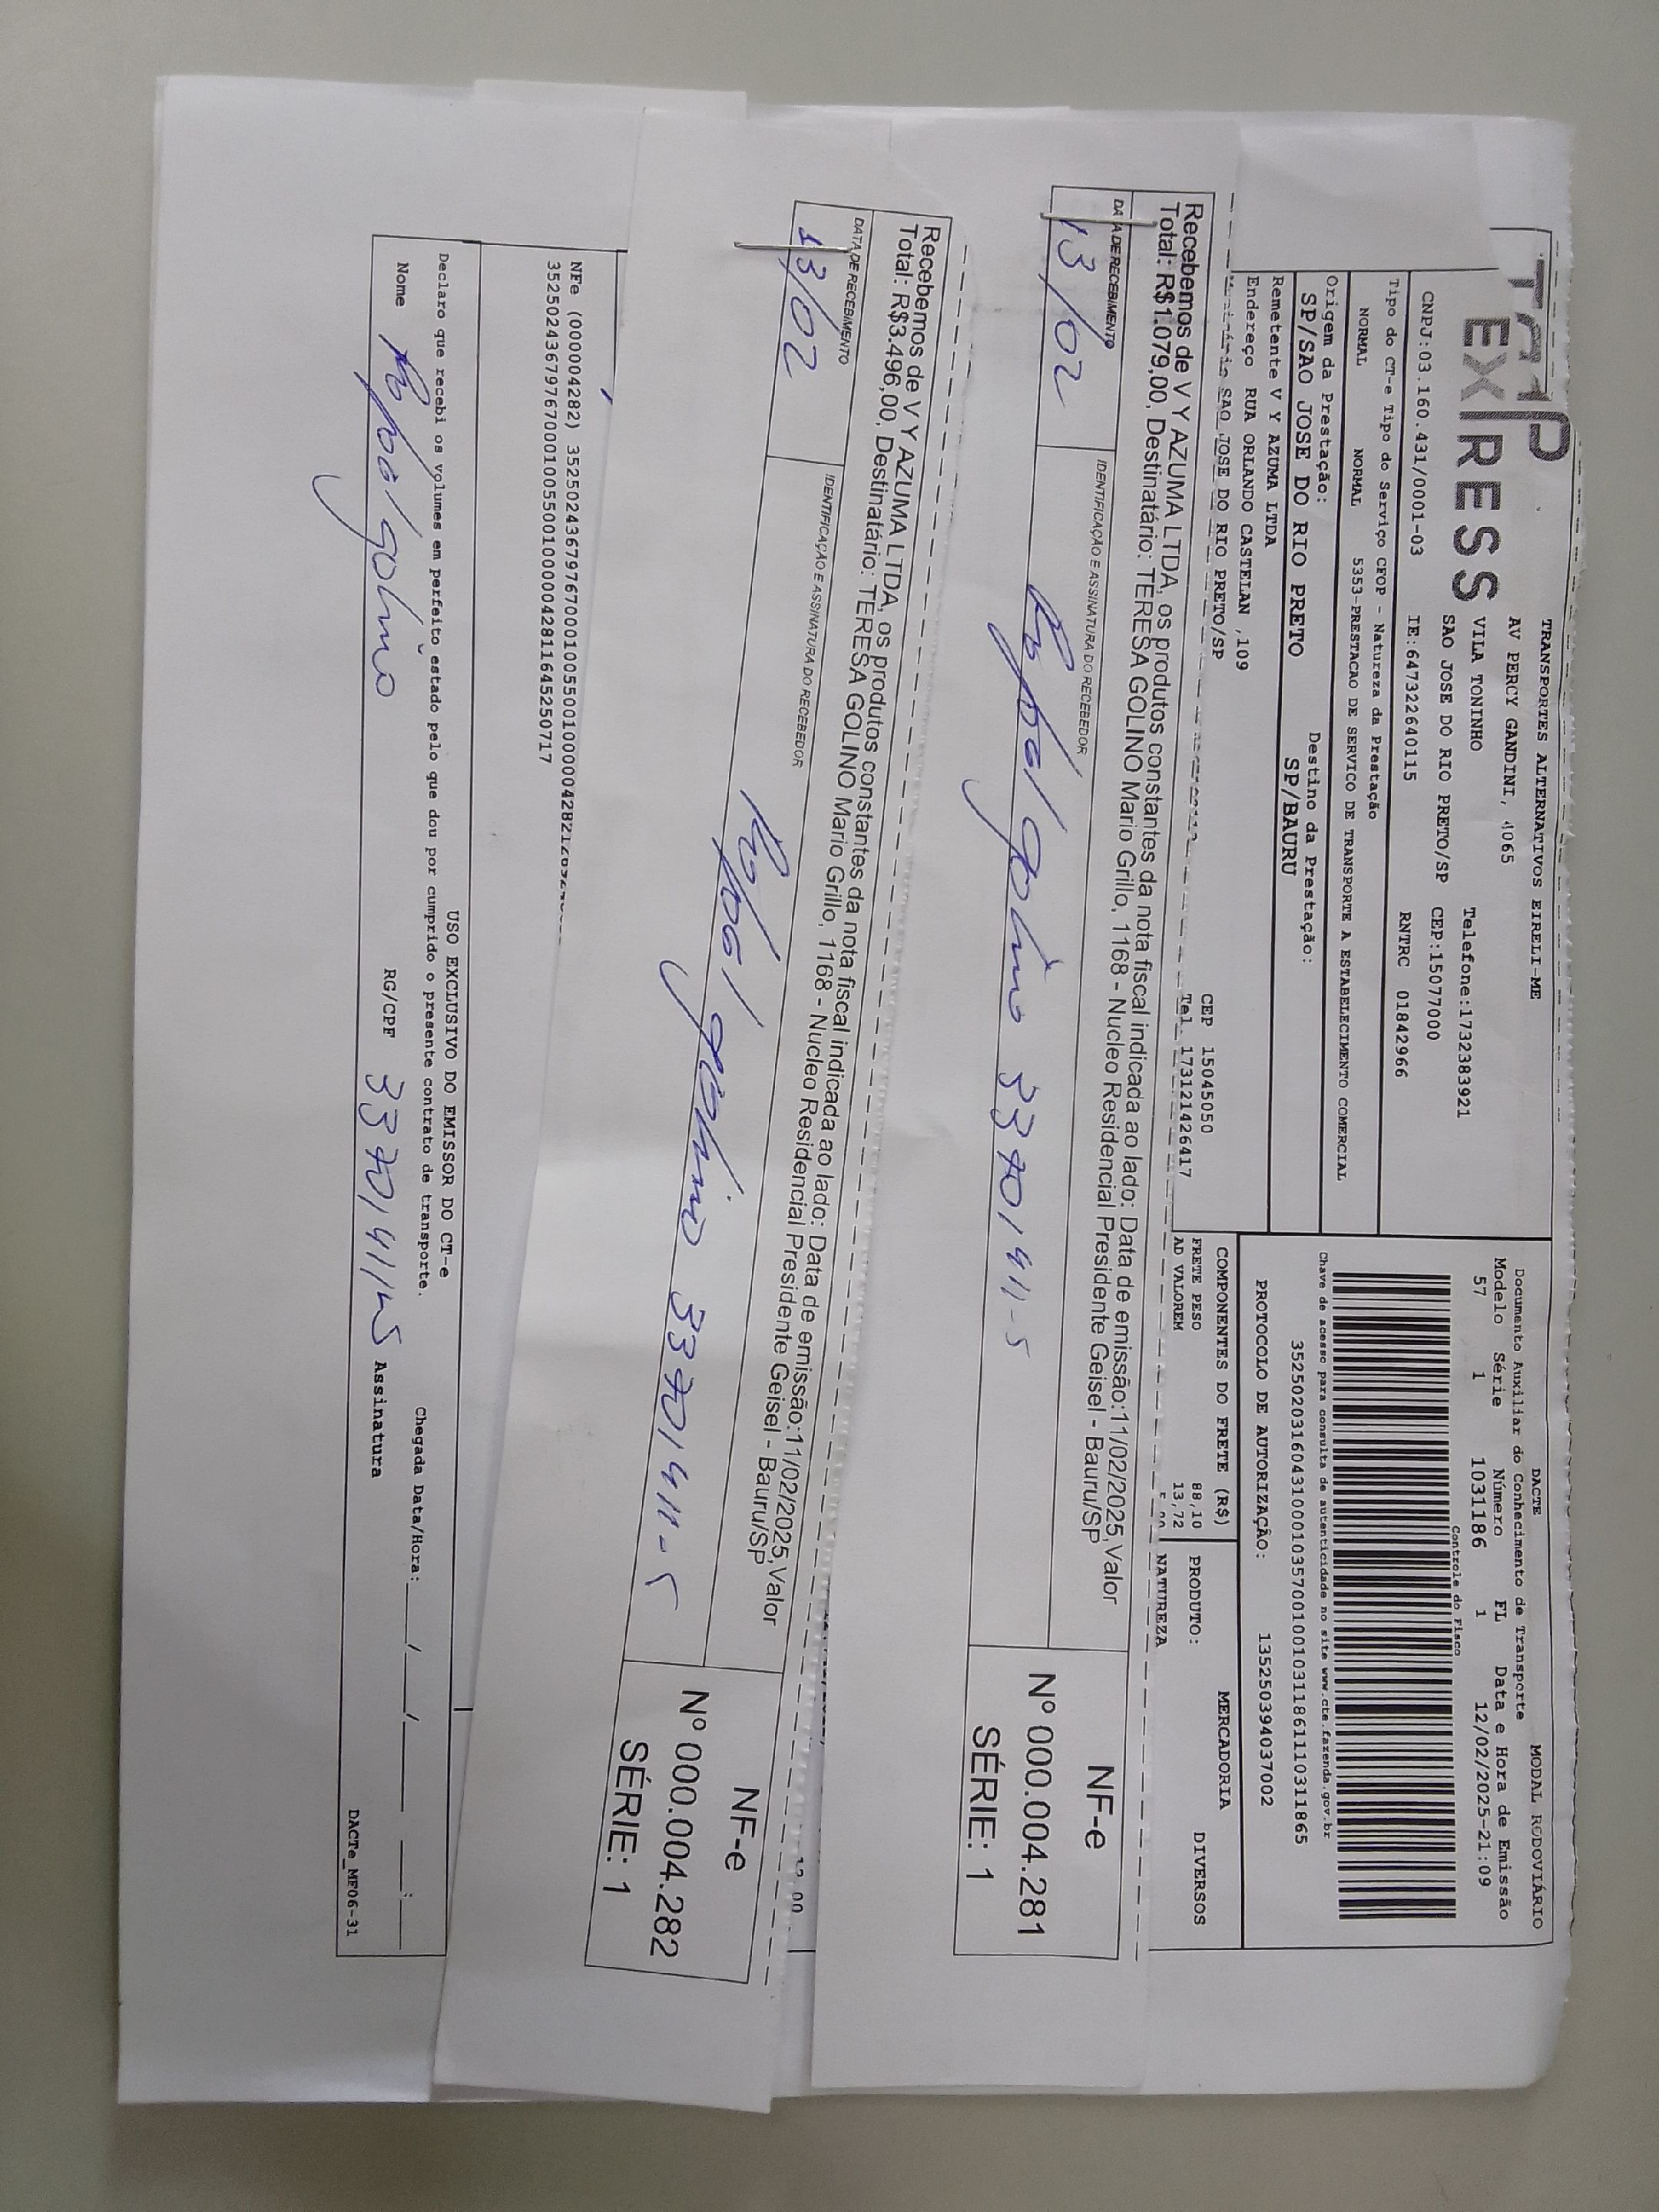 TRANSPORTES ALTERNATIVOS EIRELI-ME
EXPRESS
AV PERCY GANDINI, 4065
VILA TONINHO
Telefone:1732383921
SAO JOSE DO RIO PRETO/SP
CEP:15077000
CNPJ:03.160.431/0001-03
IE:647322640115
RNTRC 01842966
Tipo do CT-e Tipo do Serviço CFOP - Natureza da Prestação
NORMAL NORMAL 5353-PRESTACAO DE SERVICO DE TRANSPORTE A ESTABELECIMENTO COMERCIAL
Origem da Prestação: Destino da Prestação:
SP/SAO JOSE DO RIO PRETO SP/BAURU
Remetente V Y AZUMA LTDA
Endereço RUA ORLANDO CASTELAN ,109
CEP 15045050
SAO JOSE DO RIO PRETO/SP
Tel. 173121426417
DACTE
MODAL RODOVIÁRIO
Documento Auxiliar do Conhecimento de Transporte
Modelo Série Número FL Data e Hora de Emissão
57 1 1031186 1 12/02/2025-21:09
Controle do Fisco
Chave de acesso para consulta de autenticidade no site www.cte.fazenda.gov.br
35250203160431000103570010010311861110311865
PROTOCOLO DE AUTORIZAÇÃO: 135250394037002
COMPONENTES DO FRETE (R$) MERCADORIA
FRETE PESO 88,10 PRODUTO: DIVERSOS
AD VALOREM 13,72
NATUREZA
Recebemos de V Y AZUMA LTDA, os produtos constantes da nota fiscal indicada ao lado: Data de emissão:11/02/2025,Valor
Total: R$1.079,00, Destinatário: TERESA GOLINO Mario Grillo, 1168 - Nucleo Residencial Presidente Geisel - Bauru/SP
NF-e
Nº 000.004.281
SÉRIE: 1
DATA DE RECEBIMENTO IDENTIFICAÇÃO E ASSINATURA DO RECEBEDOR
13/02 golino 33701411-5
Recebemos de V Y AZUMA LTDA, os produtos constantes da nota fiscal indicada ao lado: Data de emissão:11/02/2025,Valor
Total: R$3.496,00, Destinatário: TERESA GOLINO Mario Grillo, 1168 - Nucleo Residencial Presidente Geisel - Bauru/SP
NF-e
Nº 000.004.282
SÉRIE: 1
DATA DE RECEBIMENTO IDENTIFICAÇÃO E ASSINATURA DO RECEBEDOR
13/02 golino 33701411-5
NFe (000004282)
35250243679767000100550010000042811645250717
USO EXCLUSIVO DO EMISSOR DO CT-e
Declaro que recebi os volumes em perfeito estado pelo que dou por cumprido o presente contrato de transporte.
Chegada Data/Hora:___/___/_____ ___:___
Nome golino RG/CPF Assinatura
DACTe_MF06-31